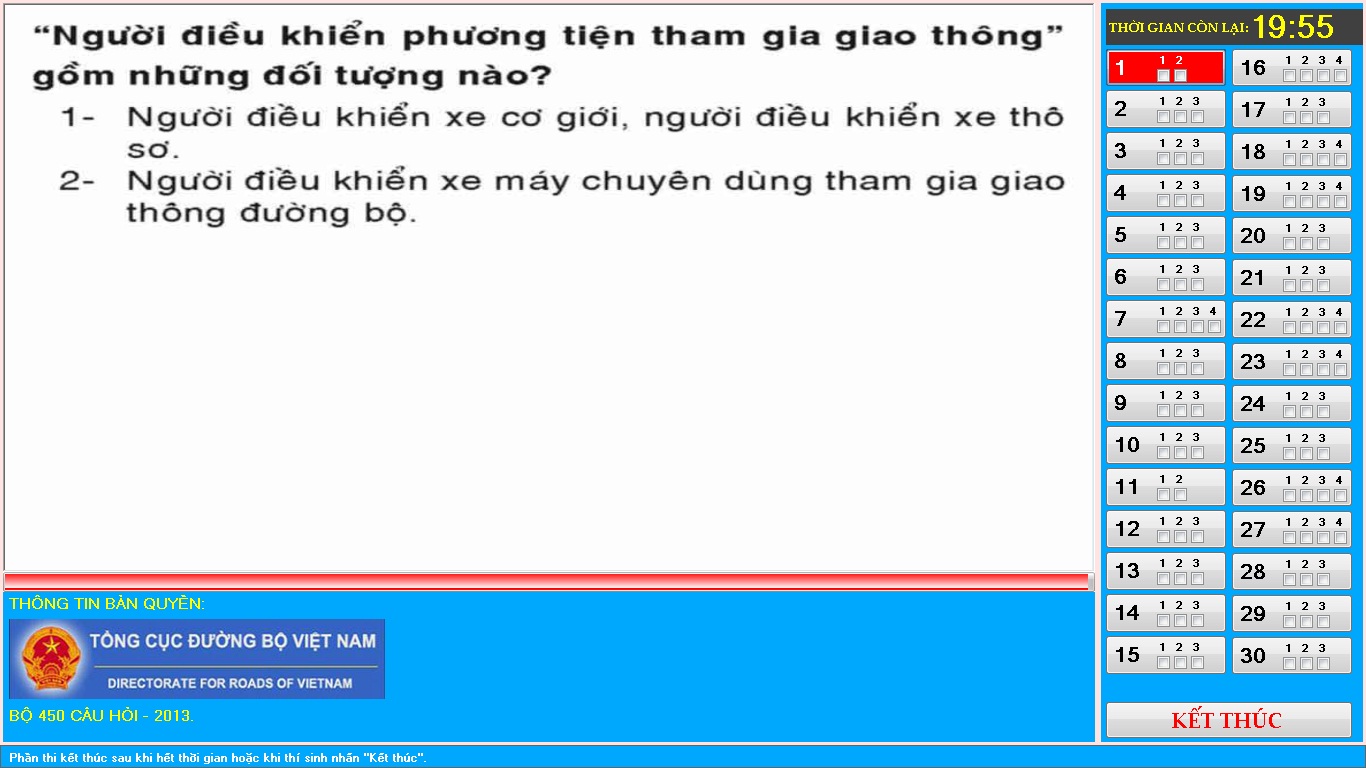 “Người điều khiển phương tiện tham gia giao thông”
gồm những đối tượng nào?
1- Người điều khiển xe cơ giới, người điều khiển xe thô
sơ.
2- Người điều khiển xe máy chuyên dùng tham gia giao
thông đường bộ.
THÔNG TIN BẢN QUYỀN:
TỔNG CỤC ĐƯỜNG BỘ VIỆT NAM
DIRECTORATE FOR ROADS OF VIETNAM
BỘ 450 CÂU HỎI - 2013.
THỜI GIAN CÒN LẠI: 19:55
1 1 2
2 1 2 3
3 1 2 3
4 1 2 3
5 1 2 3
6 1 2 3
7 1 2 3 4
8 1 2 3
9 1 2 3
10 1 2 3
11 1 2
12 1 2 3
13 1 2 3
14 1 2 3
15 1 2 3
16 1 2 3 4
17 1 2 3
18 1 2 3 4
19 1 2 3 4
20 1 2 3
21 1 2 3
22 1 2 3 4
23 1 2 3 4
24 1 2 3
25 1 2 3
26 1 2 3 4
27 1 2 3 4
28 1 2 3
29 1 2 3
30 1 2 3
KẾT THÚC
Phần thi kết thúc sau khi hết thời gian hoặc khi thí sinh nhấn "Kết thúc".